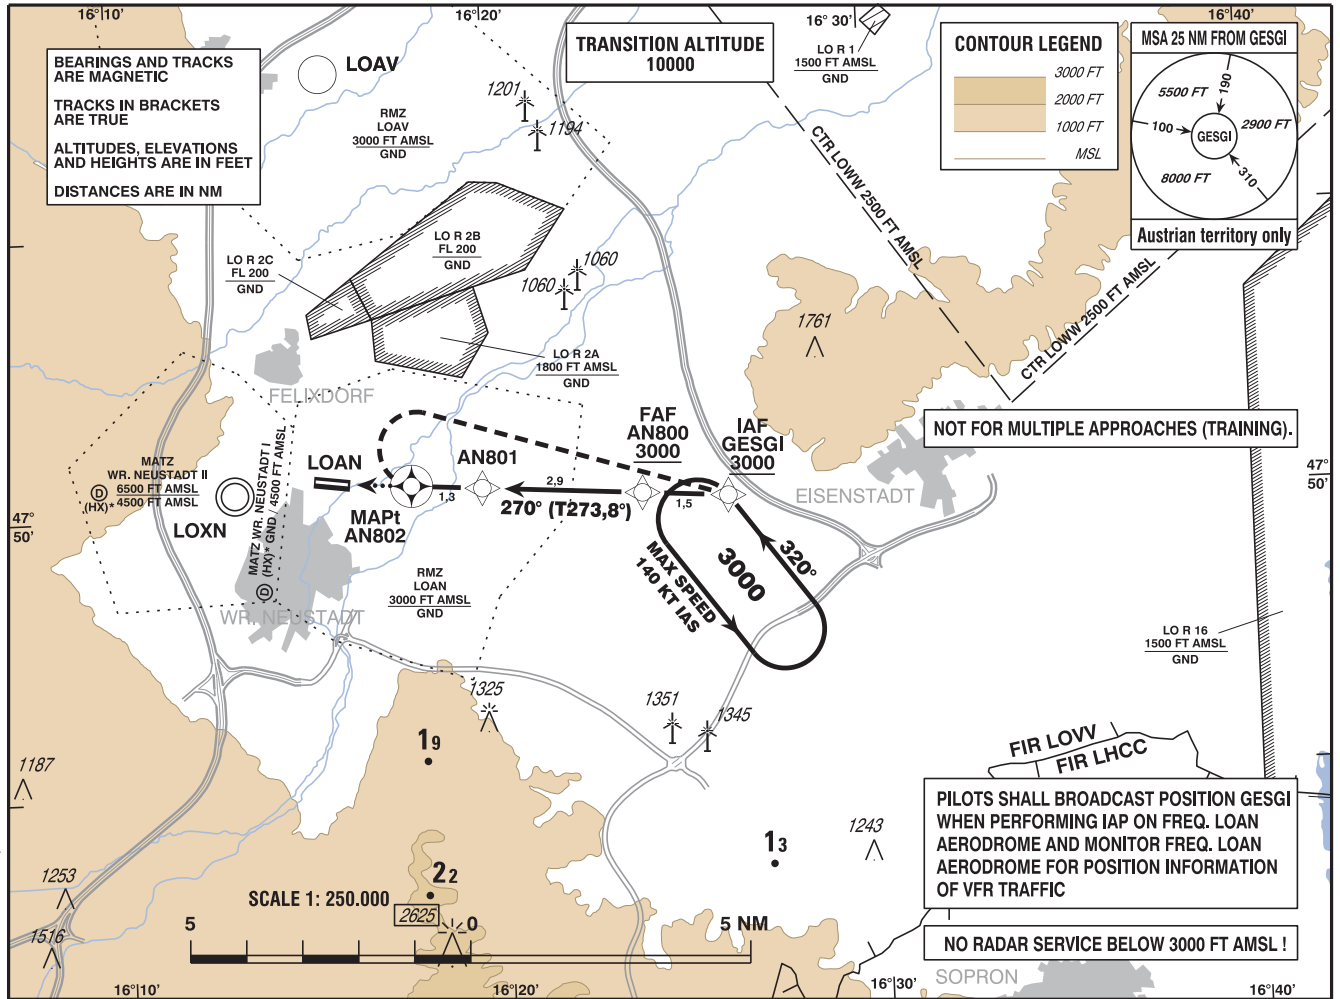 16°10'
16°20'
16°30'
16°40'
BEARINGS AND TRACKS
ARE MAGNETIC
TRACKS IN BRACKETS
ARE TRUE
ALTITUDES, ELEVATIONS
AND HEIGHTS ARE IN FEET
DISTANCES ARE IN NM
LOAV
RMZ
LOAV
3000 FT AMSL
GND
1201
1194
TRANSITION ALTITUDE
10000
LO R 1
1500 FT AMSL
GND
CONTOUR LEGEND
3000 FT
2000 FT
1000 FT
MSL
MSA 25 NM FROM GESGI
5500 FT
190
100
GESGI
2900 FT
8000 FT
310
Austrian territory only
CTR LOWW 2500 FT AMSL
CTR LOWW 2500 FT AMSL
LO R 2B
FL 200
GND
LO R 2C
FL 200
GND
1060
1060
LO R 2A
1800 FT AMSL
GND
1761
FELIXDORF
NOT FOR MULTIPLE APPROACHES (TRAINING).
FAF
AN800
3000
IAF
GESGI
3000
LOAN
AN801
MATZ
WR. NEUSTADT II
6500 FT AMSL
4500 FT AMSL
D
(HX)*
LOXN
MATZ WR. NEUSTADT I
(HX)* GND / 4500 FT AMSL
D
1,3
2,9
1,5
270° (T273,8°)
MAPt
AN802
EISENSTADT
47°
50'
47°
50'
320°
3000
MAX SPEED
140 KT IAS
RMZ
LOAN
3000 FT AMSL
GND
WR. NEUSTADT
LO R 16
1500 FT AMSL
GND
1325
1351
1345
19
FIR LOVV
FIR LHCC
1187
PILOTS SHALL BROADCAST POSITION GESGI
WHEN PERFORMING IAP ON FREQ. LOAN
AERODROME AND MONITOR FREQ. LOAN
AERODROME FOR POSITION INFORMATION
OF VFR TRAFFIC
13
1243
1253
22
SCALE 1: 250.000
2625
5
0
5 NM
1516
NO RADAR SERVICE BELOW 3000 FT AMSL !
SOPRON
16°10'
16°20'
16°30'
16°40'